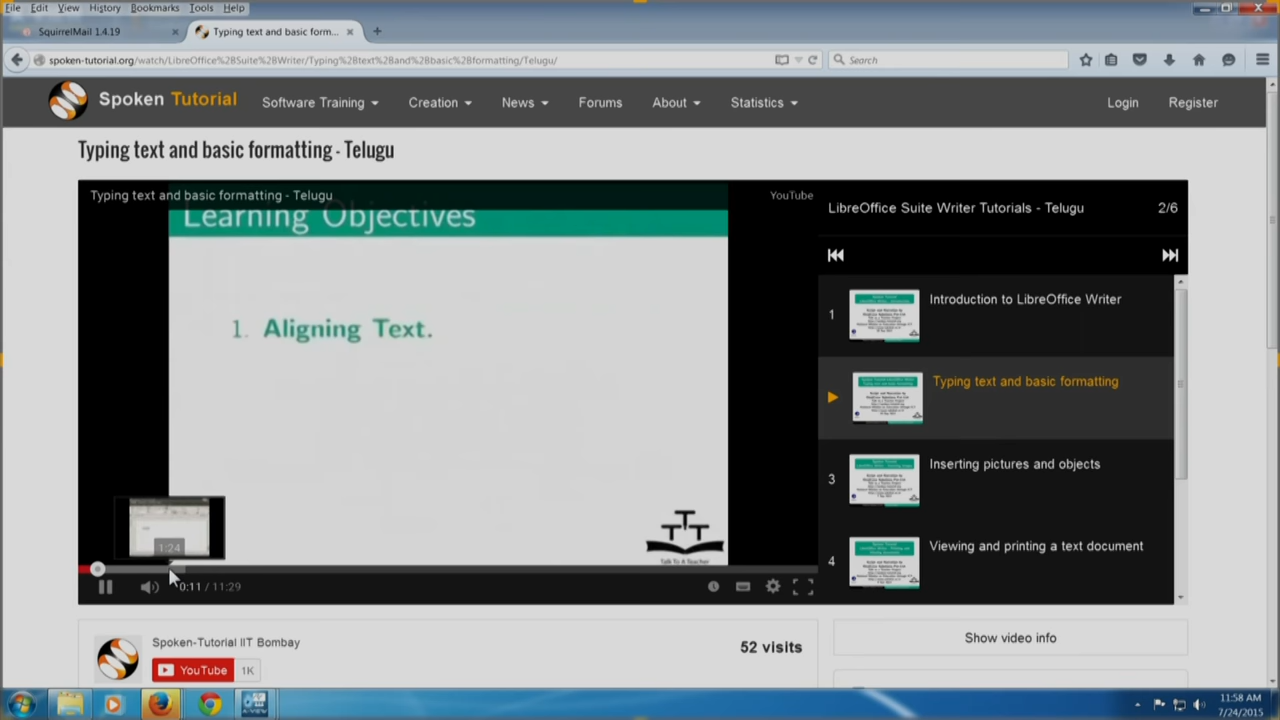 File Edit View History Bookmarks Tools Help
SquirrelMail 1.4.19
Typing text and basic form...
spoken-tutorial.org/watch/LibreOffice%28Suite%28Writer/Typing%28text%28and%28basic%28formatting/Telugu/
Search
Spoken Tutorial
Software Training Creation News Forums About Statistics
Login Register
Typing text and basic formatting - Telugu
Typing text and basic formatting - Telugu
YouTube
Learning Objectives
1. Aligning Text.
T T T
Talk To A Teacher
1:24
0:11 / 11:29
LibreOffice Suite Writer Tutorials - Telugu 2/6
1 Introduction to LibreOffice Writer
Typing text and basic formatting
3 Inserting pictures and objects
4 Viewing and printing a text document
Spoken-Tutorial IIT Bombay
YouTube 1K
52 visits
Show video info
11:58 AM
7/24/2015